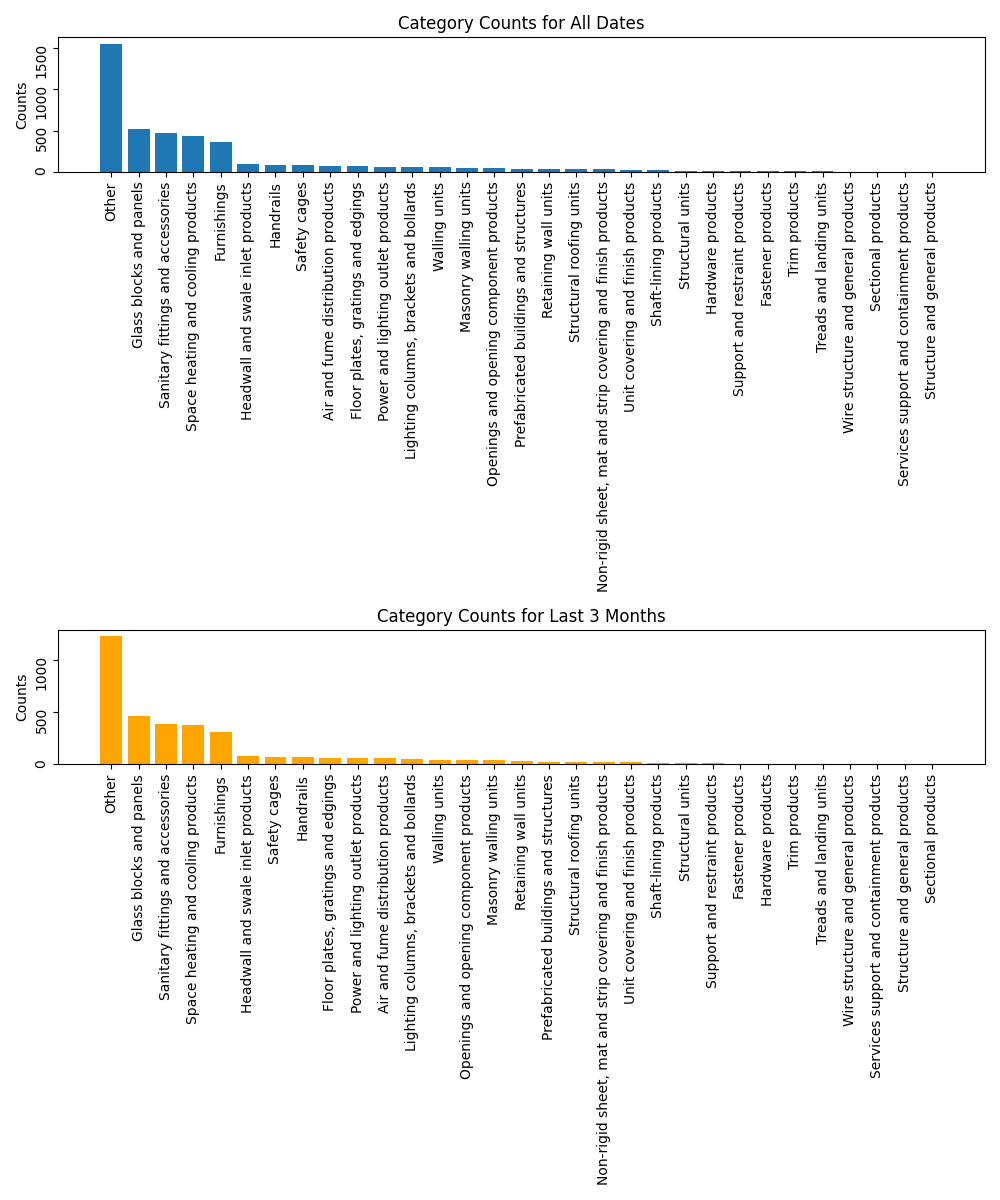 Category Counts for All Dates
Counts
1500
1000
500
0
Other
Glass blocks and panels
Sanitary fittings and accessories
Space heating and cooling products
Furnishings
Headwall and swale inlet products
Handrails
Safety cages
Air and fume distribution products
Floor plates, gratings and edgings
Power and lighting outlet products
Lighting columns, brackets and bollards
Walling units
Masonry walling units
Openings and opening component products
Prefabricated buildings and structures
Retaining wall units
Structural roofing units
Non-rigid sheet, mat and strip covering and finish products
Unit covering and finish products
Shaft-lining products
Structural units
Hardware products
Support and restraint products
Fastener products
Trim products
Treads and landing units
Wire structure and general products
Sectional products
Services support and containment products
Structure and general products
Category Counts for Last 3 Months
Counts
1000
500
0
Other
Glass blocks and panels
Sanitary fittings and accessories
Space heating and cooling products
Furnishings
Headwall and swale inlet products
Safety cages
Handrails
Floor plates, gratings and edgings
Power and lighting outlet products
Air and fume distribution products
Lighting columns, brackets and bollards
Walling units
Openings and opening component products
Masonry walling units
Retaining wall units
Prefabricated buildings and structures
Structural roofing units
Non-rigid sheet, mat and strip covering and finish products
Unit covering and finish products
Shaft-lining products
Structural units
Support and restraint products
Fastener products
Hardware products
Trim products
Treads and landing units
Wire structure and general products
Services support and containment products
Structure and general products
Sectional products